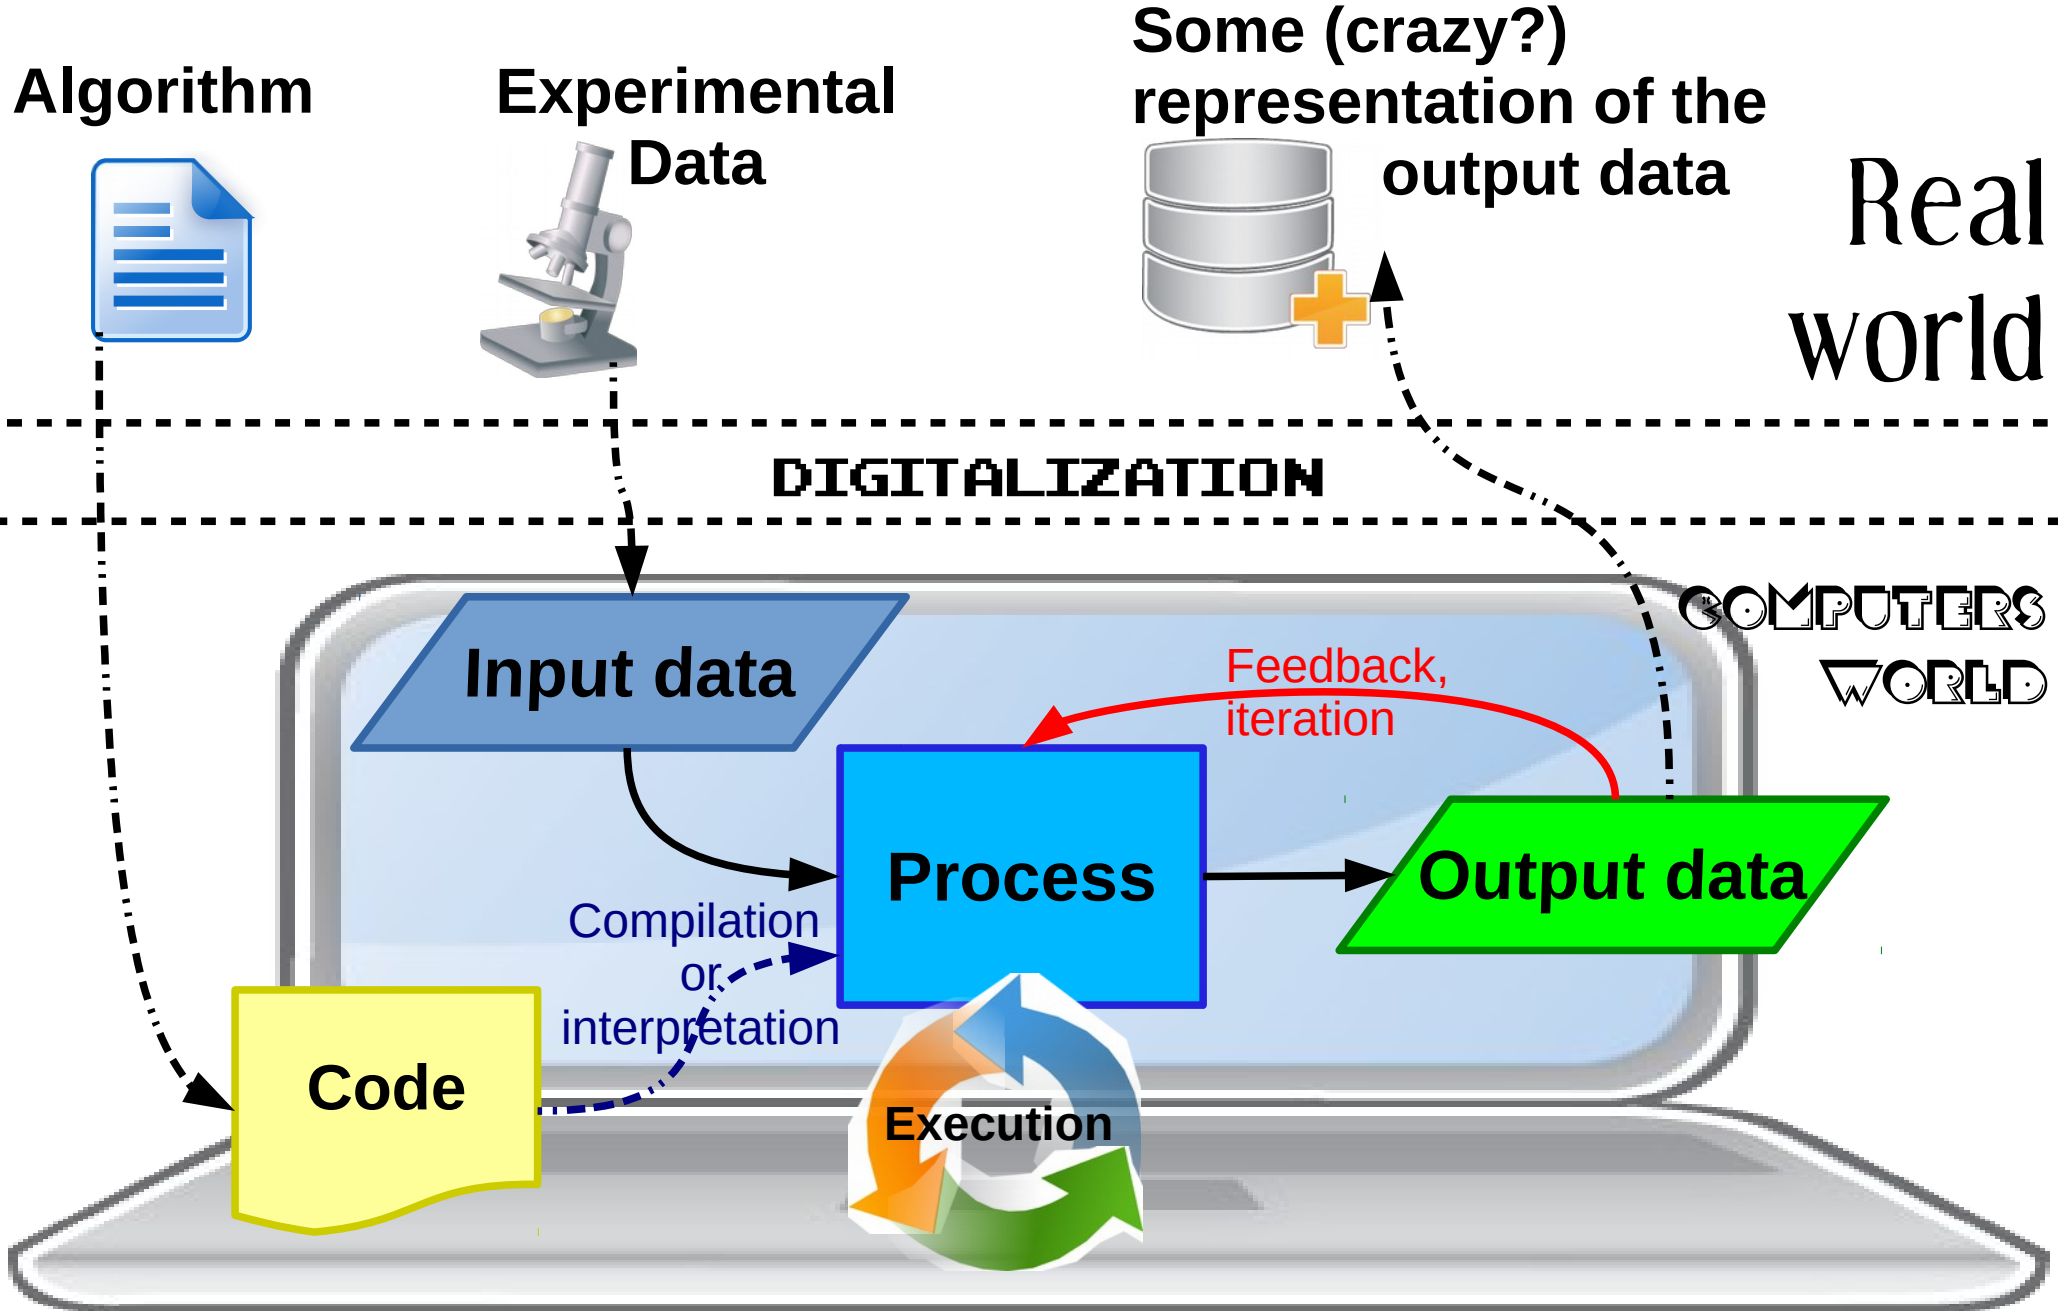 Algorithm
Experimental
Data
Some (crazy?)
representation of the
output data
Real
world
DIGITALIZATION
COMPUTERS
WORLD
Input data
Feedback,
iteration
Process
Output data
Compilation
or
interpretation
Code
Execution